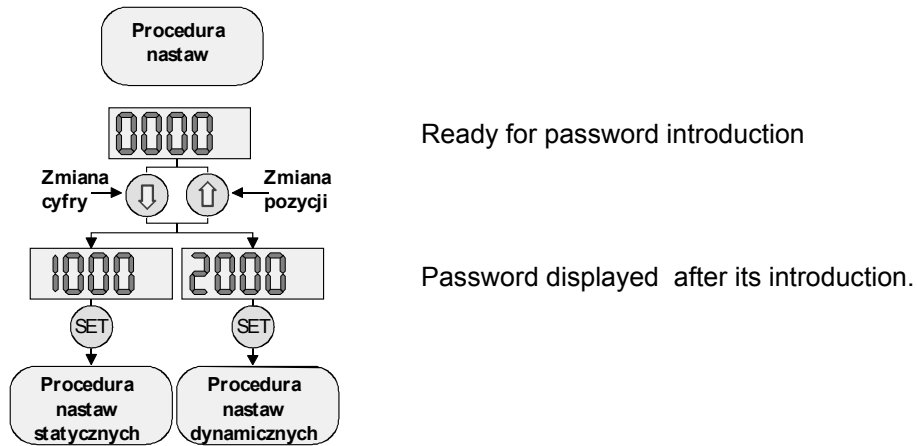 Procedura
nastaw
0000
Ready for password introduction
Zmiana
cyfry
Zmiana
pozycji
1000
2000
Password displayed  after its introduction.
SET
SET
Procedura
nastaw
statycznych
Procedura
nastaw
dynamicznych